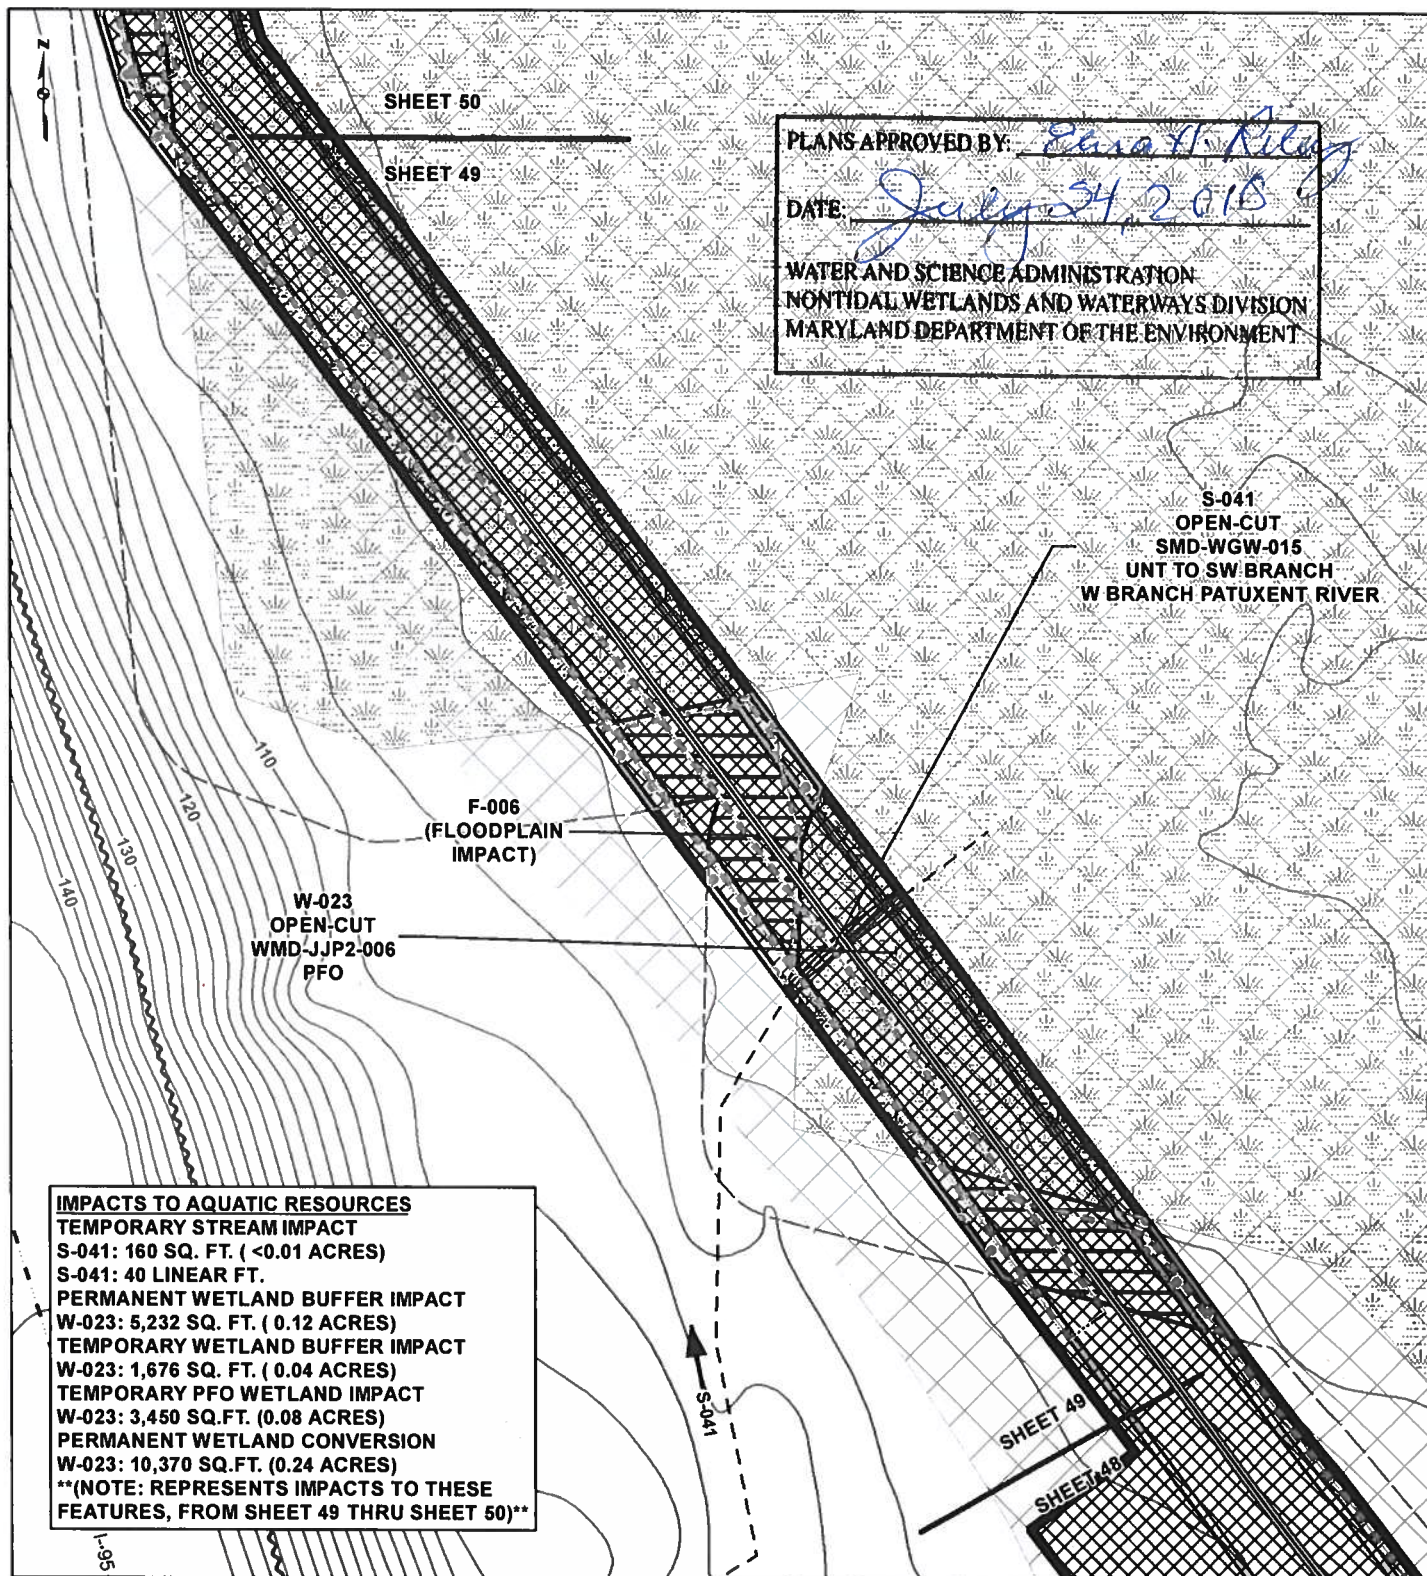 N
SHEET 50
SHEET 49
PLANS APPROVED BY:
DATE: July 24, 2018
WATER AND SCIENCE ADMINISTRATION
NONTIDAL WETLANDS AND WATERWAYS DIVISION
MARYLAND DEPARTMENT OF THE ENVIRONMENT
S-041
OPEN-CUT
SMD-WGW-015
UNT TO SW BRANCH
W BRANCH PATUXENT RIVER
110
120
130
140
F-006
(FLOODPLAIN
IMPACT)
W-023
OPEN-CUT
WMD-JJP2-006
PFO
IMPACTS TO AQUATIC RESOURCES
TEMPORARY STREAM IMPACT
S-041: 160 SQ. FT. ( <0.01 ACRES)
S-041: 40 LINEAR FT.
PERMANENT WETLAND BUFFER IMPACT
W-023: 5,232 SQ. FT. ( 0.12 ACRES)
TEMPORARY WETLAND BUFFER IMPACT
W-023: 1,676 SQ. FT. ( 0.04 ACRES)
TEMPORARY PFO WETLAND IMPACT
W-023: 3,450 SQ.FT. (0.08 ACRES)
PERMANENT WETLAND CONVERSION
W-023: 10,370 SQ.FT. (0.24 ACRES)
**(NOTE: REPRESENTS IMPACTS TO THESE
FEATURES, FROM SHEET 49 THRU SHEET 50)**
S-041
SHEET 49
SHEET 48
I-95